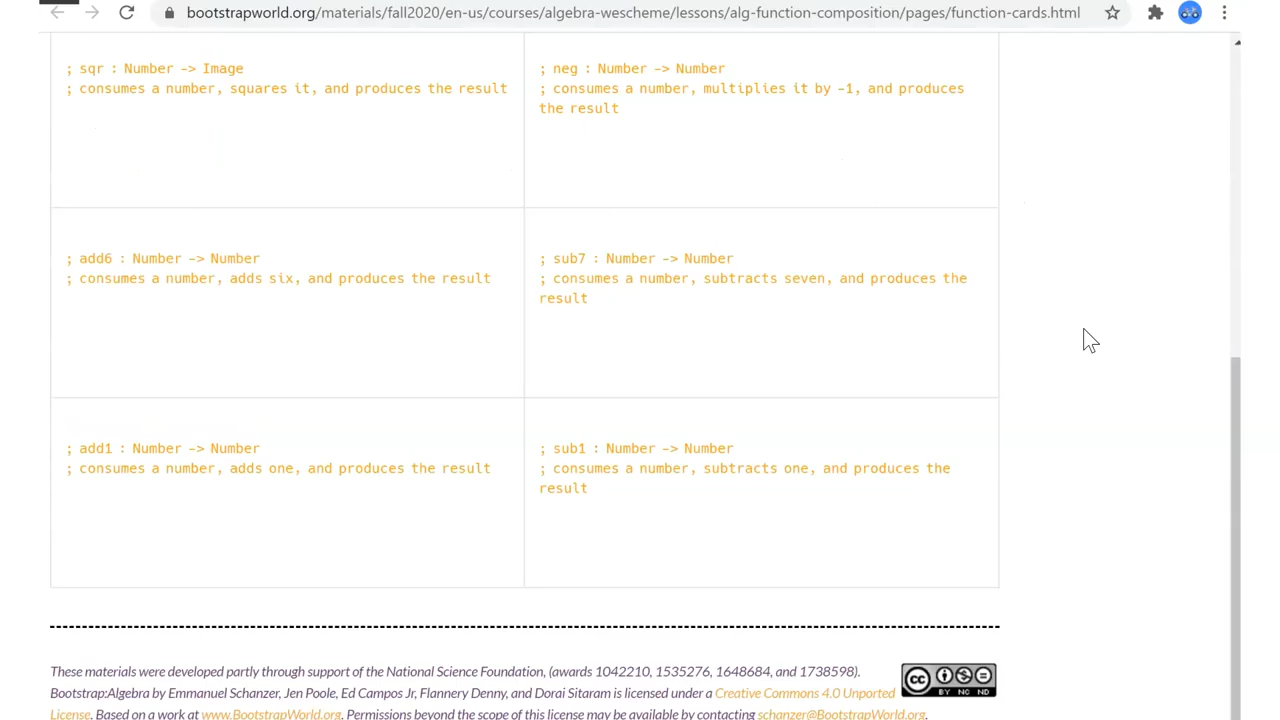 bootstrapworld.org/materials/fall2020/en-us/courses/algebra-wescheme/lessons/alg-function-composition/pages/function-cards.html
; sqr : Number -> Image
; consumes a number, squares it, and produces the result
; neg : Number -> Number
; consumes a number, multiplies it by -1, and produces
the result
; add6 : Number -> Number
; consumes a number, adds six, and produces the result
; sub7 : Number -> Number
; consumes a number, subtracts seven, and produces the
result
; add1 : Number -> Number
; consumes a number, adds one, and produces the result
; sub1 : Number -> Number
; consumes a number, subtracts one, and produces the
result
These materials were developed partly through support of the National Science Foundation, (awards 1042210, 1535276, 1648684, and 1738598).
Bootstrap:Algebra by Emmanuel Schanzer, Jen Poole, Ed Campos Jr, Flannery Denny, and Dorai Sitaram is licensed under a Creative Commons 4.0 Unported
License. Based on a work at www.BootstrapWorld.org. Permissions beyond the scope of this license may be available by contacting schanzer@BootstrapWorld.org.
cc
BY NC ND